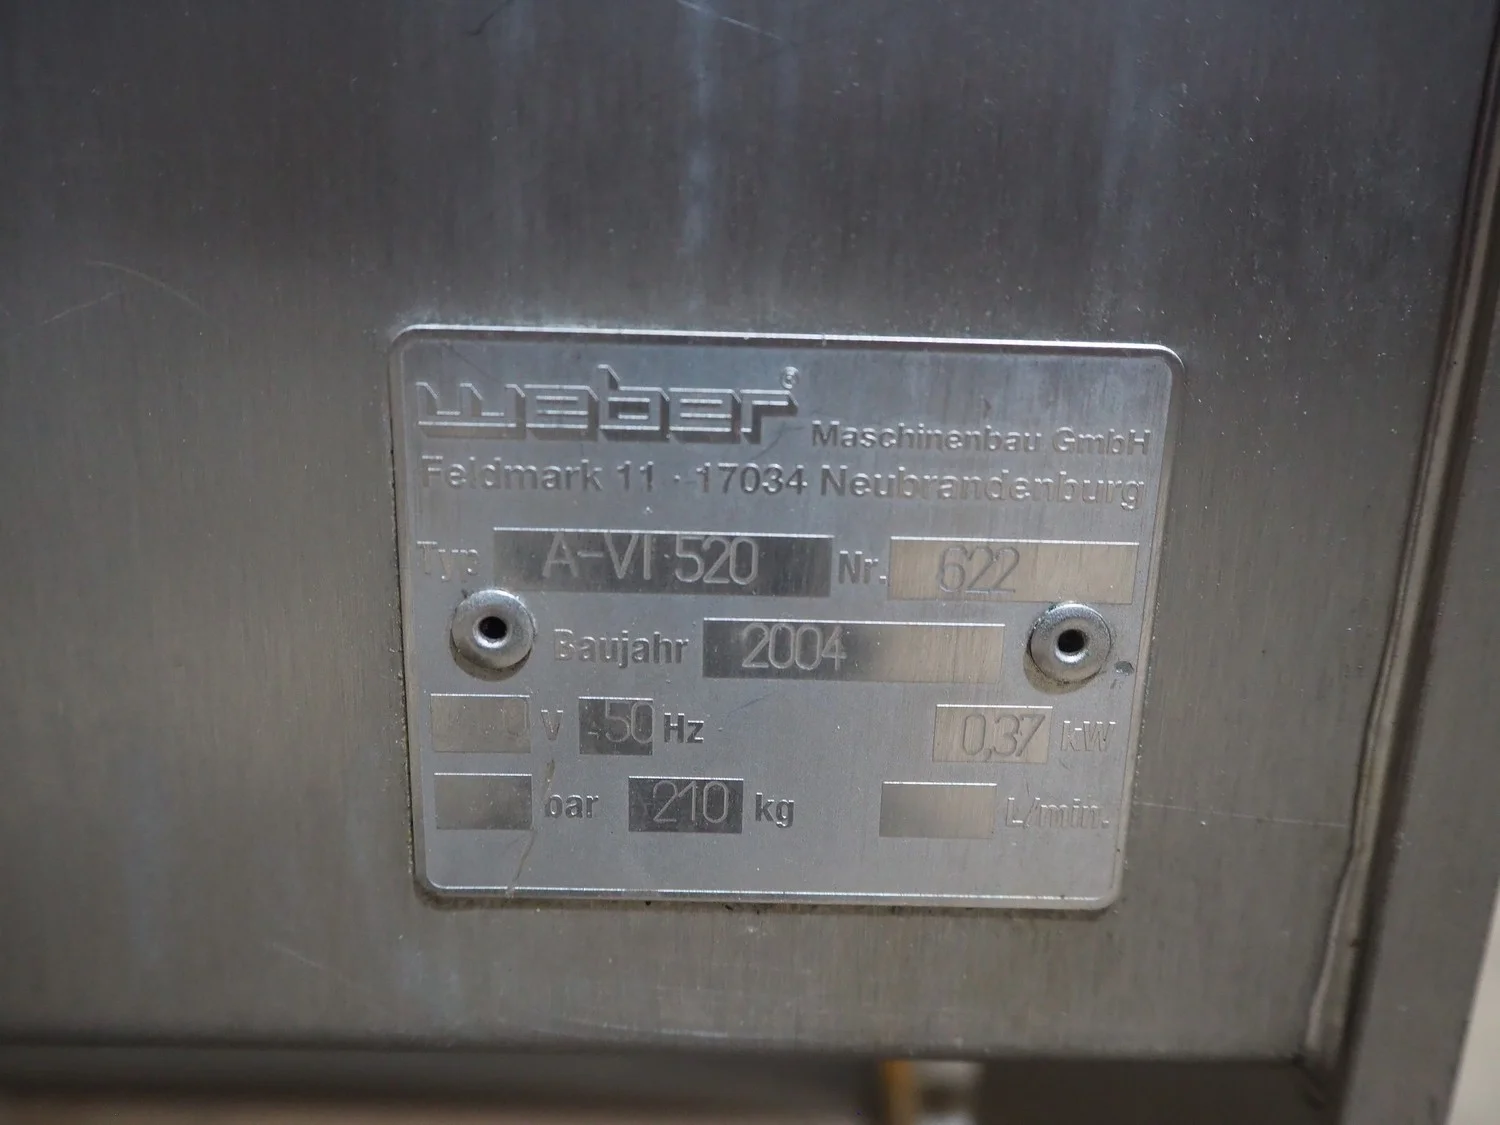 weber® Maschinenbau GmbH
Feldmark 11 · 17034 Neubrandenburg
Typ A-VI 520 Nr. 622
Baujahr 2004
V 50 Hz 0,37 kW
bar 210 kg L/min.